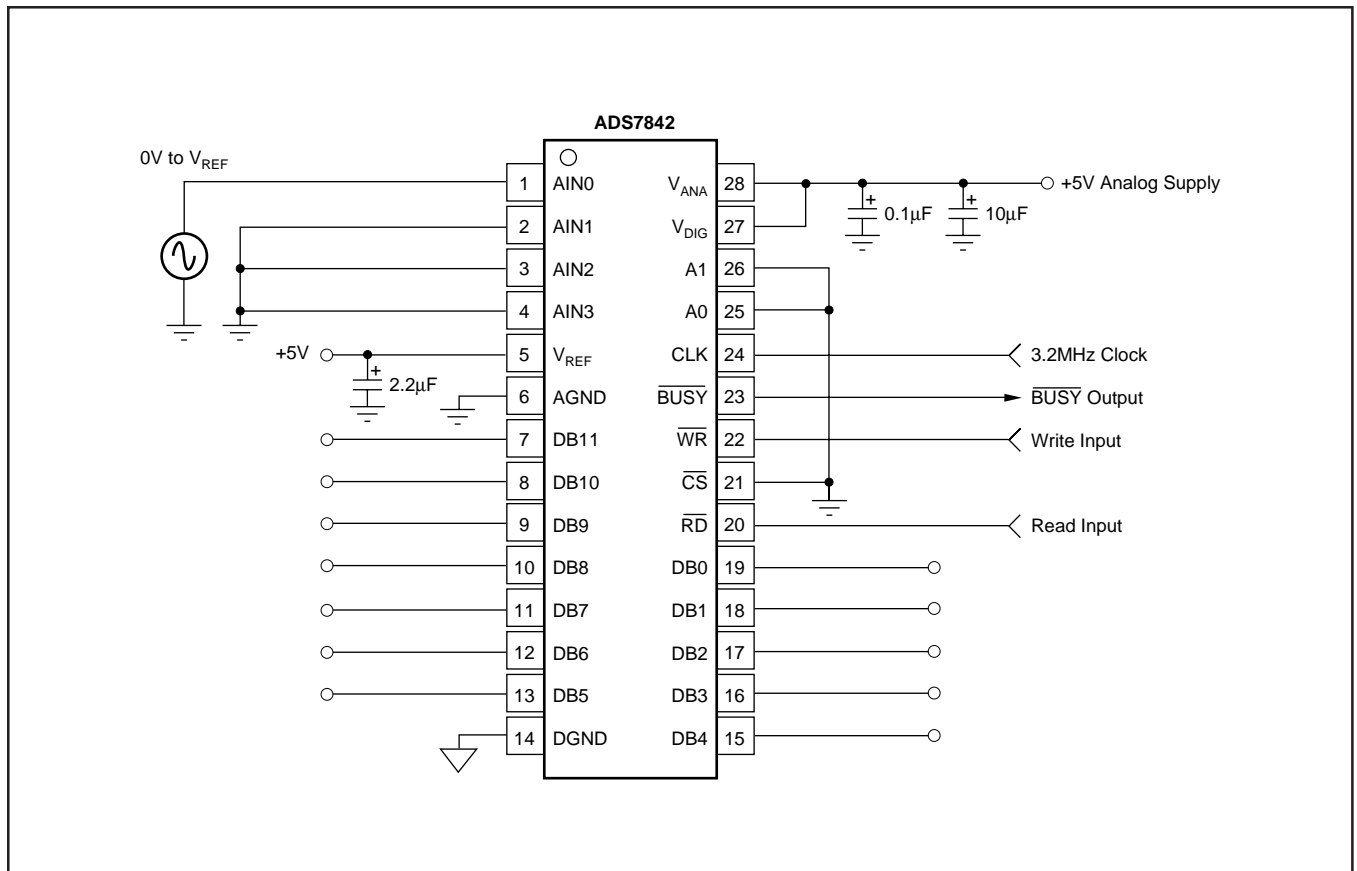 ADS7842
0V to VREF
1 AIN0 VANA 28 +5V Analog Supply
0.1µF 10µF
2 AIN1 VDIG 27
3 AIN2 A1 26
4 AIN3 A0 25
+5V 5 VREF CLK 24 3.2MHz Clock
2.2µF
6 AGND BUSY 23 BUSY Output
7 DB11 WR 22 Write Input
8 DB10 CS 21
9 DB9 RD 20 Read Input
10 DB8 DB0 19
11 DB7 DB1 18
12 DB6 DB2 17
13 DB5 DB3 16
14 DGND DB4 15